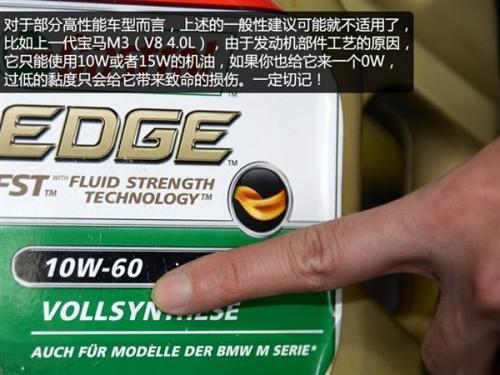 对于部分高性能车型而言，上述的一般性建议可能就不适用了，
比如上一代宝马M3（V8 4.0L），由于发动机部件工艺的原因，
它只能使用10W或者15W的机油，如果你也给它来一个0W，
过低的黏度只会给它带来致命的损伤。一定切记！
EDGE™
FST™ WITH FLUID STRENGTH
TECHNOLOGY™
10W-60
VOLLSYNTHESE
AUCH FÜR MODELLE DER BMW M SERIE*